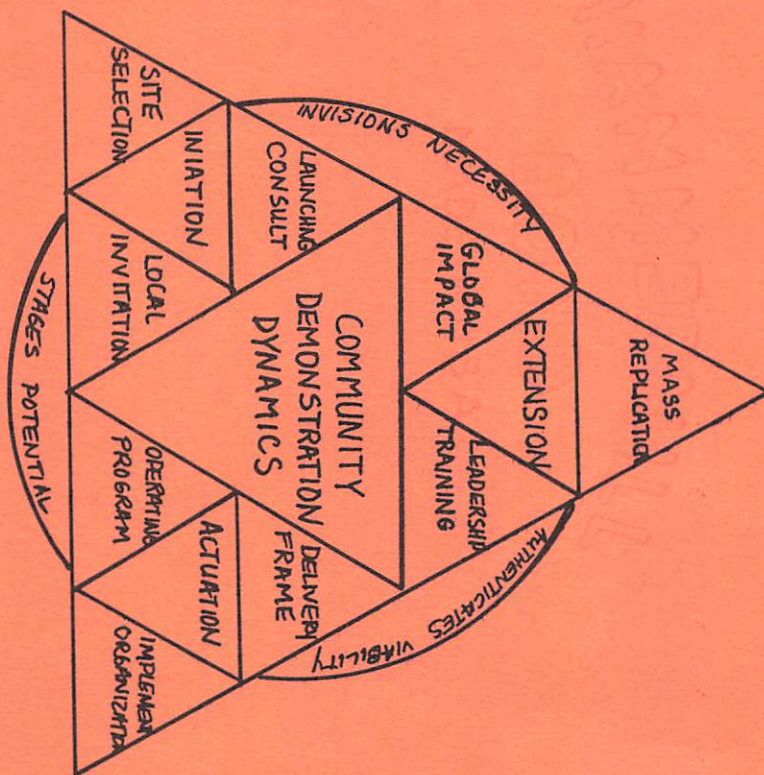 MASS
REPLICATION
EXTENSION
INVISIONS NECESSITY
GLOBAL
IMPACT
LEADERSHIP
TRAINING
AUTHENTICATES VIABILITY
COMMUNITY
DEMONSTRATION
DYNAMICS
LAUNCHNG
CONSULT
DELIVERY
FRAME
INIATION
ACTUATION
SITE
SELECTION
LOCAL
INVITATION
OPERATING
PROGRAM
IMPLEMENT
ORGANIZATION
STAGES POTENTIAL